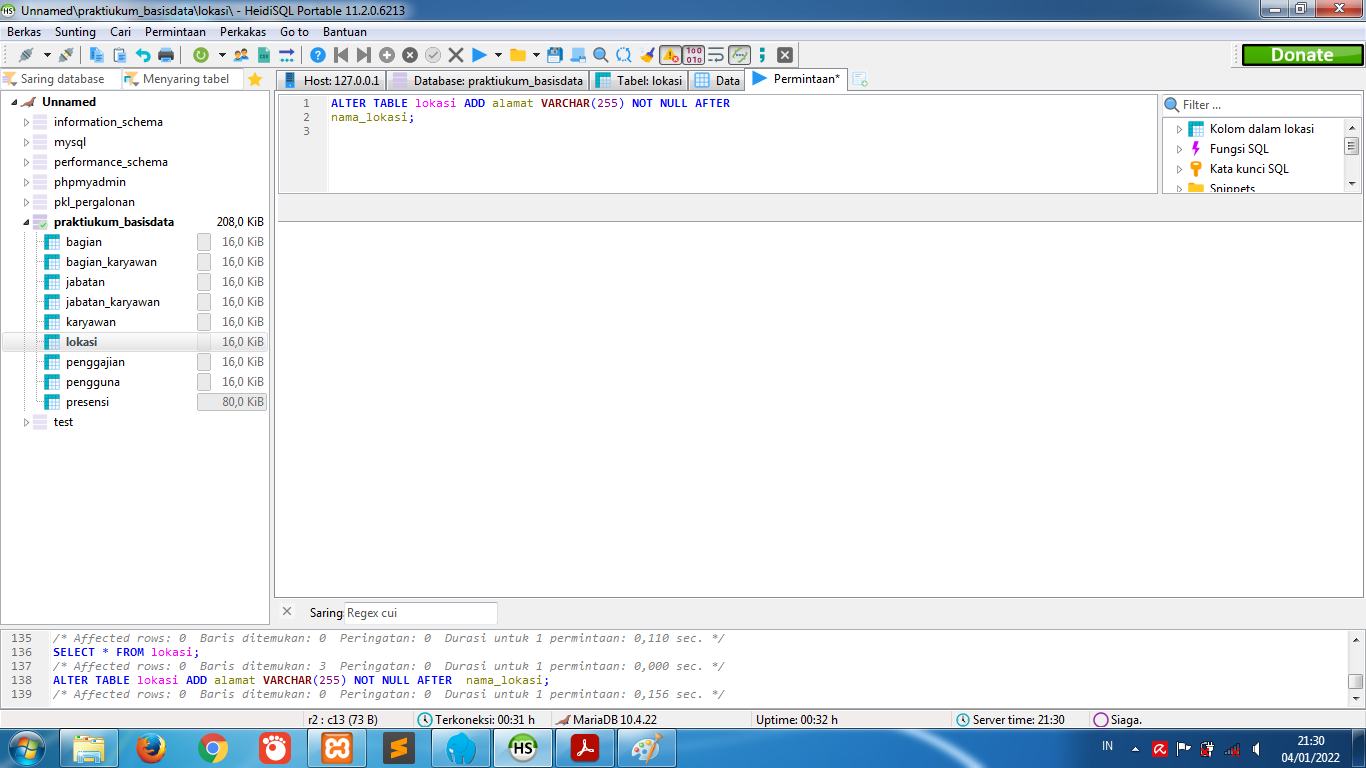 Unnamed\praktiukum_basisdata\lokasi\ - HeidiSQL Portable 11.2.0.6213
Berkas Sunting Cari Permintaan Perkakas Go to Bantuan
Donate
Saring database Menyaring tabel
Host: 127.0.0.1 Database: praktiukum_basisdata Tabel: lokasi Data Permintaan*
Unnamed
information_schema
mysql
performance_schema
phpmyadmin
pkl_pergalonan
praktiukum_basisdata 208,0 KiB
bagian 16,0 KiB
bagian_karyawan 16,0 KiB
jabatan 16,0 KiB
jabatan_karyawan 16,0 KiB
karyawan 16,0 KiB
lokasi 16,0 KiB
penggajian 16,0 KiB
pengguna 16,0 KiB
presensi 80,0 KiB
test
1 ALTER TABLE lokasi ADD alamat VARCHAR(255) NOT NULL AFTER
2 nama_lokasi;
3
Filter ...
Kolom dalam lokasi
Fungsi SQL
Kata kunci SQL
Snippets
Saring: Regex cui
135 /* Affected rows: 0 Baris ditemukan: 0 Peringatan: 0 Durasi untuk 1 permintaan: 0,110 sec. */
136 SELECT * FROM lokasi;
137 /* Affected rows: 0 Baris ditemukan: 3 Peringatan: 0 Durasi untuk 1 permintaan: 0,000 sec. */
138 ALTER TABLE lokasi ADD alamat VARCHAR(255) NOT NULL AFTER nama_lokasi;
139 /* Affected rows: 0 Baris ditemukan: 0 Peringatan: 0 Durasi untuk 1 permintaan: 0,156 sec. */
r2 : c13 (73 B) Terkoneksi: 00:31 h MariaDB 10.4.22 Uptime: 00:32 h Server time: 21:30 Siaga.
HS
IN
21:30
04/01/2022